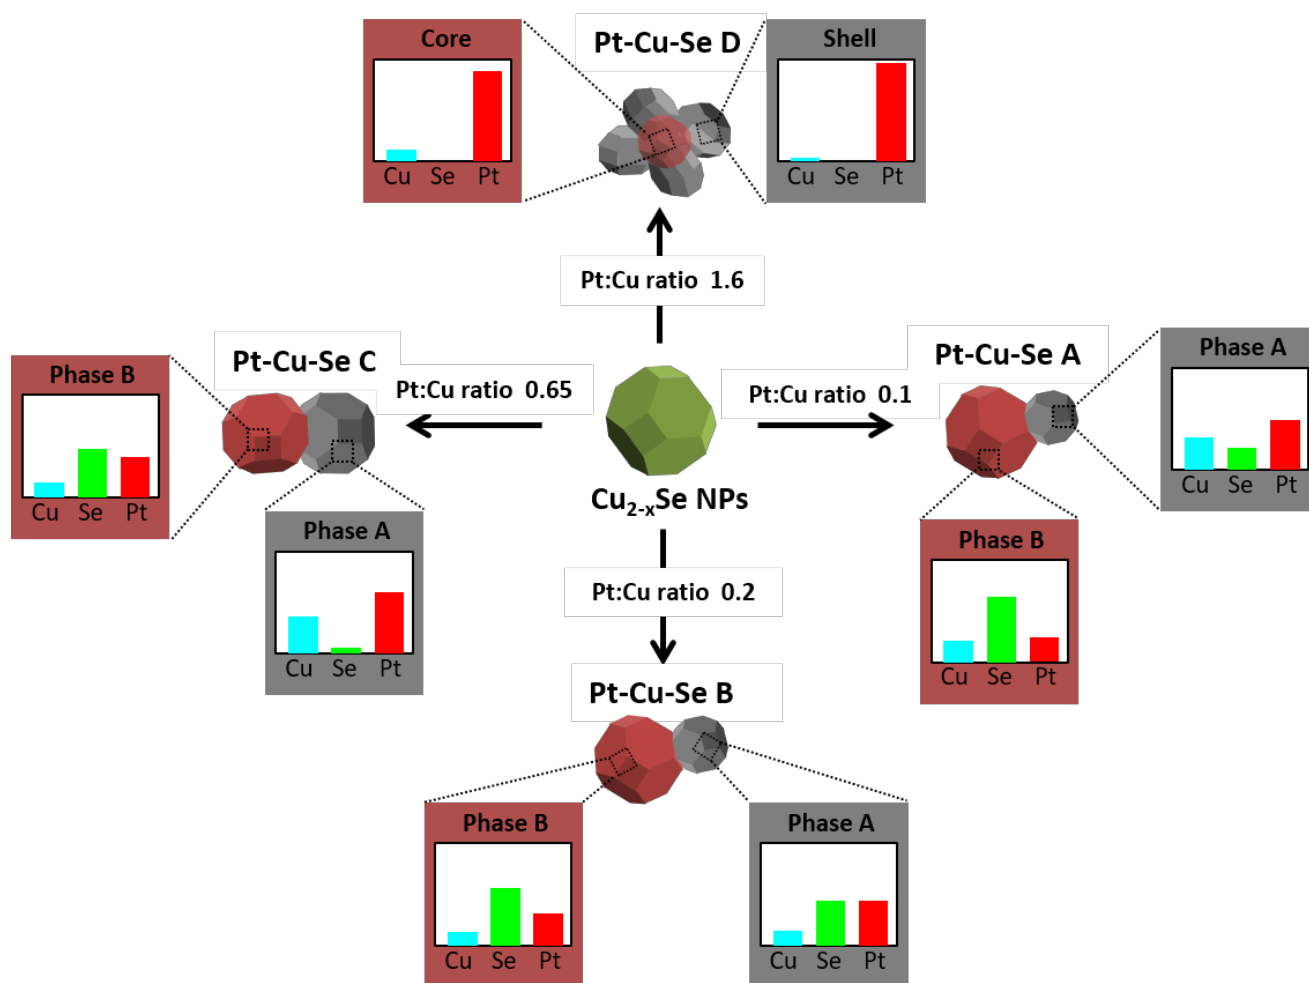 Core
Cu Se Pt
Pt-Cu-Se D
Shell
Cu Se Pt
Pt:Cu ratio 1.6
Pt-Cu-Se C
Phase B
Cu Se Pt
Pt:Cu ratio 0.65
Phase A
Cu Se Pt
Cu2-xSe NPs
Pt:Cu ratio 0.1
Pt-Cu-Se A
Phase A
Cu Se Pt
Phase B
Cu Se Pt
Pt:Cu ratio 0.2
Pt-Cu-Se B
Phase B
Cu Se Pt
Phase A
Cu Se Pt